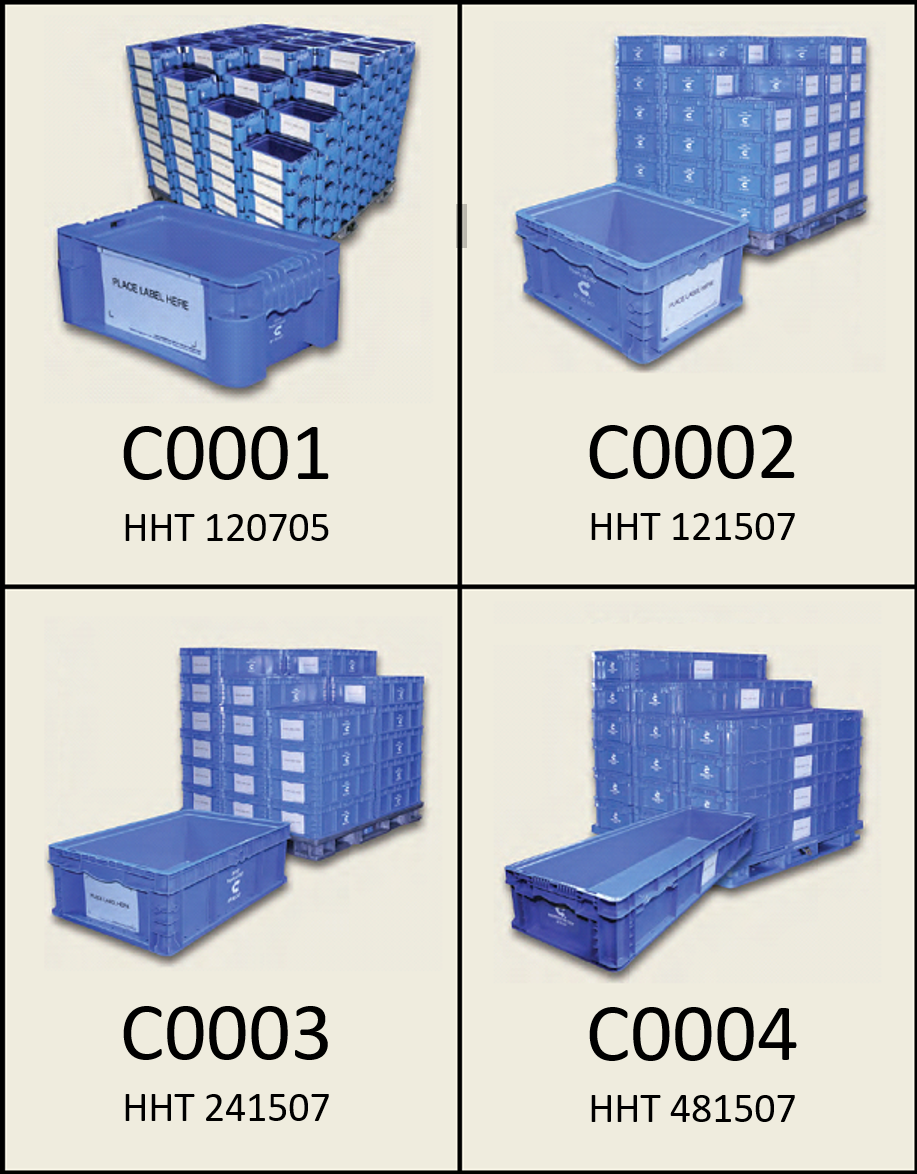 PLACE LABEL HERE
C0001
HHT 120705
PLACE LABEL HERE
C0002
HHT 121507
PLACE LABEL HERE
C0003
HHT 241507
C0004
HHT 481507